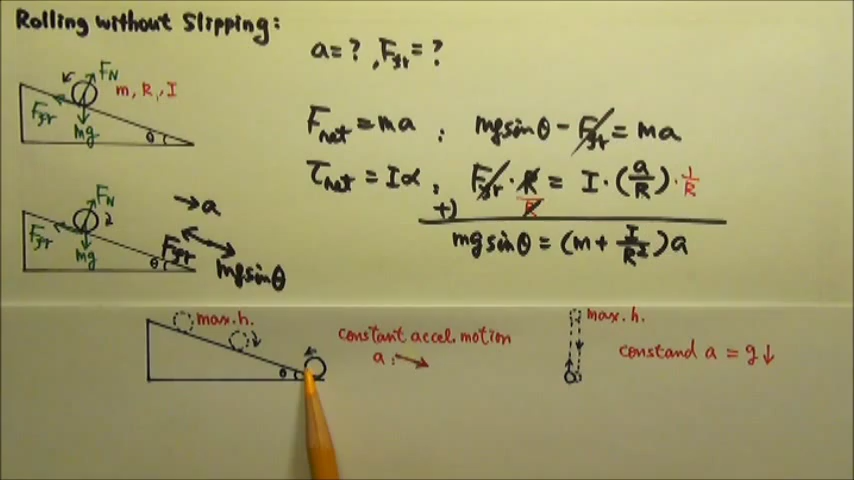 Rolling without Slipping:
a = ? , Ffr = ?
FN
m, R, I
Ffr
mg
θ
Fnet = ma ; mg sin θ − Ffr = ma
τnet = Iα ; Ffr · R/R = I · (a/R) · 1/R
+)
mg sin θ = (m + I/R²) a
FN
2
→ a
Ffr
mg
θ
Ffr
mg sin θ
max. h.
θ
constant accel. motion
a :
max. h.
constand a = g ↓